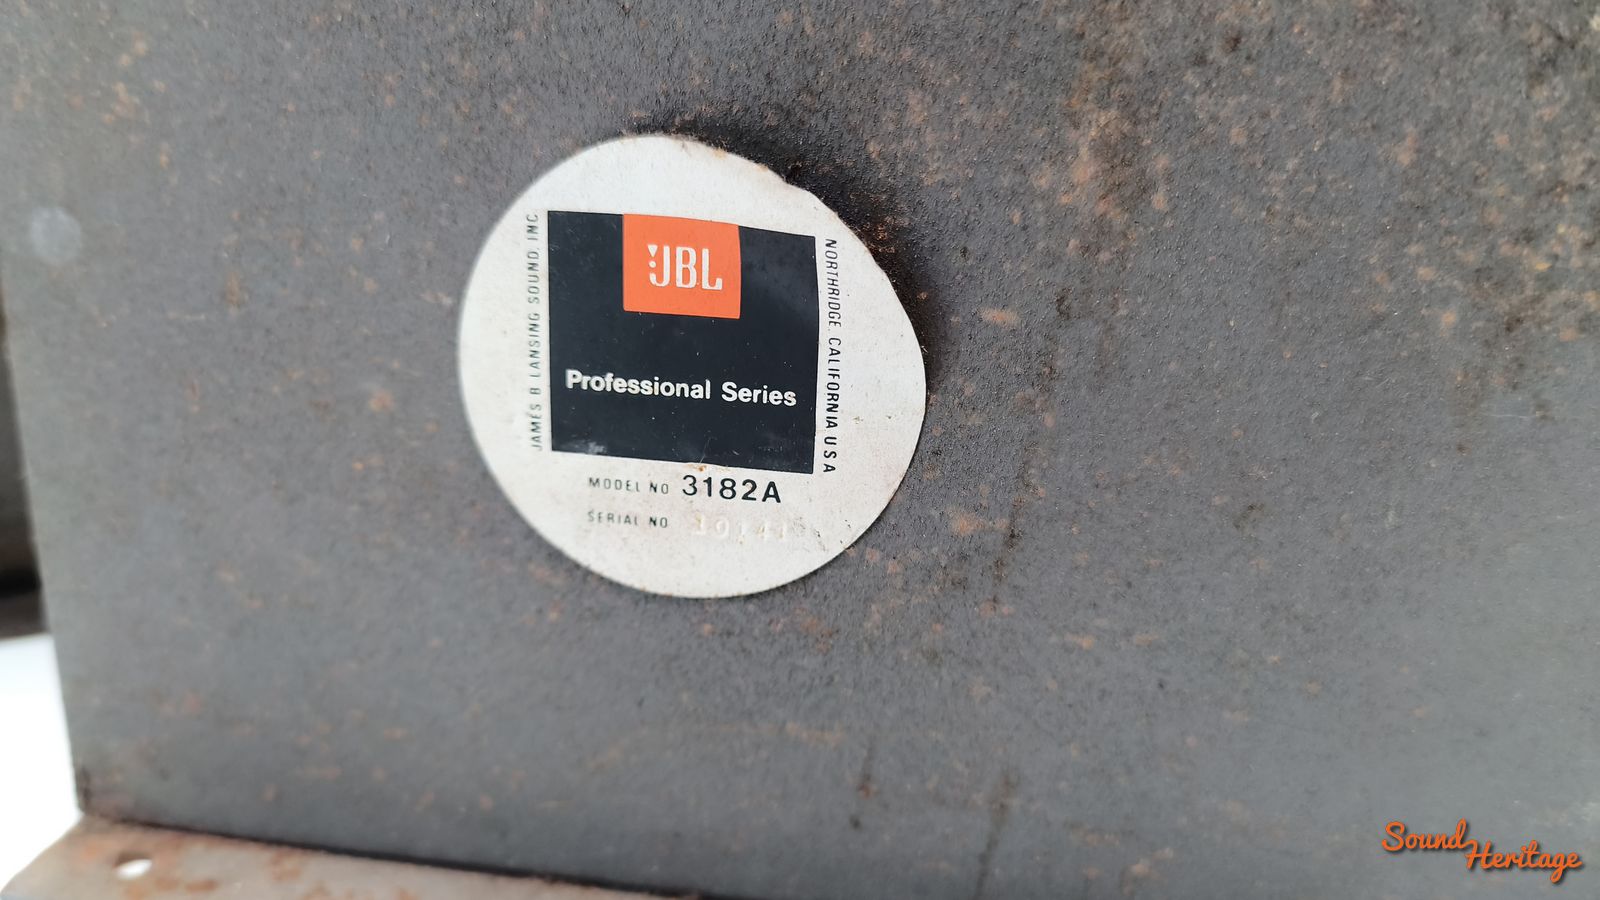 JBL
Professional Series
JAMES B LANSING SOUND, INC
NORTHRIDGE, CALIFORNIA USA
MODEL NO 3182A
SERIAL NO
Sound
Heritage